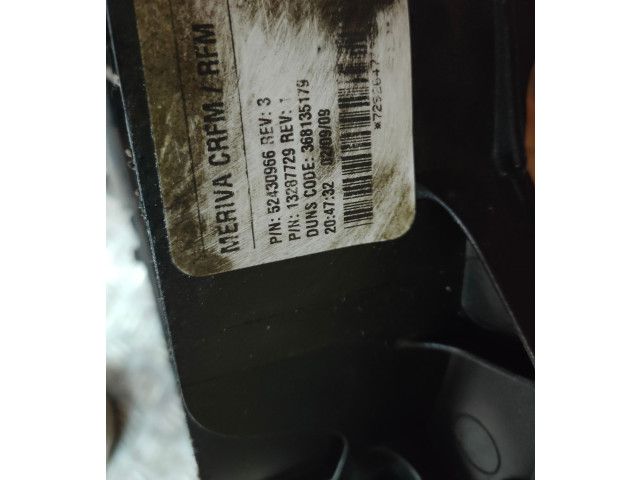 MERIVA CRFM / RFM
P/N: 52430966 REV: 3
P/N: 13287729 REV: 1
DUNS CODE: 368135179
20:47:32 02/09/09